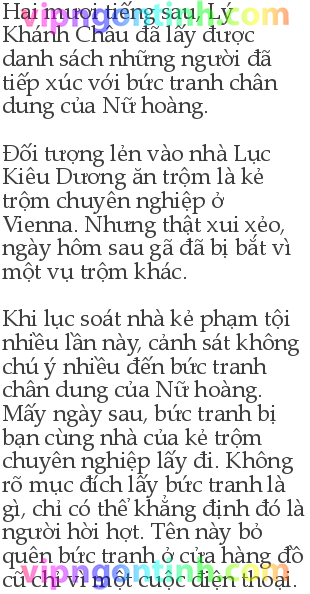 Hai mươi tiếng sau, Lý
Khánh Châu đã lấy được
danh sách những người đã
tiếp xúc với bức tranh chân
dung của Nữ hoàng.
Đối tượng lẻn vào nhà Lục
Kiêu Dương ăn trộm là kẻ
trộm chuyên nghiệp ở
Vienna. Nhưng thật xui xẻo,
ngày hôm sau gã đã bị bắt vì
một vụ trộm khác.
Khi lục soát nhà kẻ phạm tội
nhiều lần này, cảnh sát không
chú ý nhiều đến bức tranh
chân dung của Nữ hoàng.
Mấy ngày sau, bức tranh bị
bạn cùng nhà của kẻ trộm
chuyên nghiệp lấy đi. Không
rõ mục đích lấy bức tranh là
gì, chỉ có thể khẳng định đó là
người hời hợt. Tên này bỏ
quên bức tranh ở cửa hàng đồ
cũ chỉ vì một cuộc điện thoại.
vipngontinh.com
vipngontinh.com